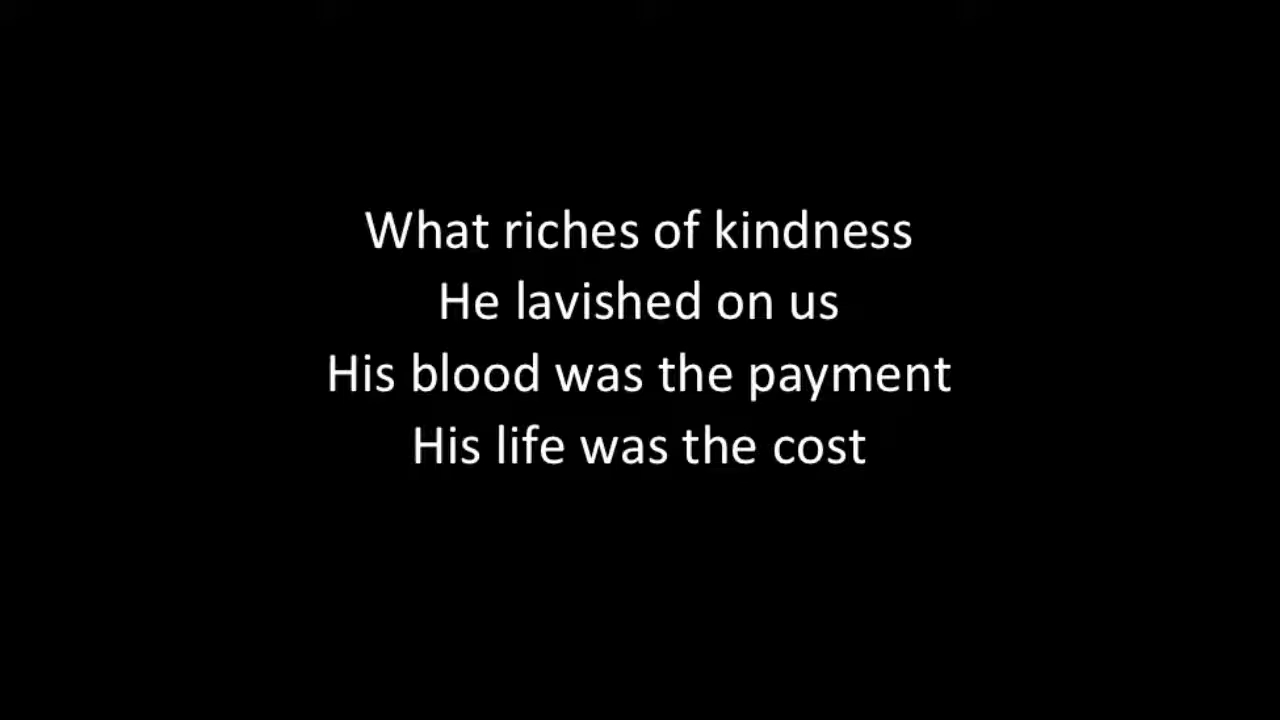 What riches of kindness
He lavished on us
His blood was the payment
His life was the cost